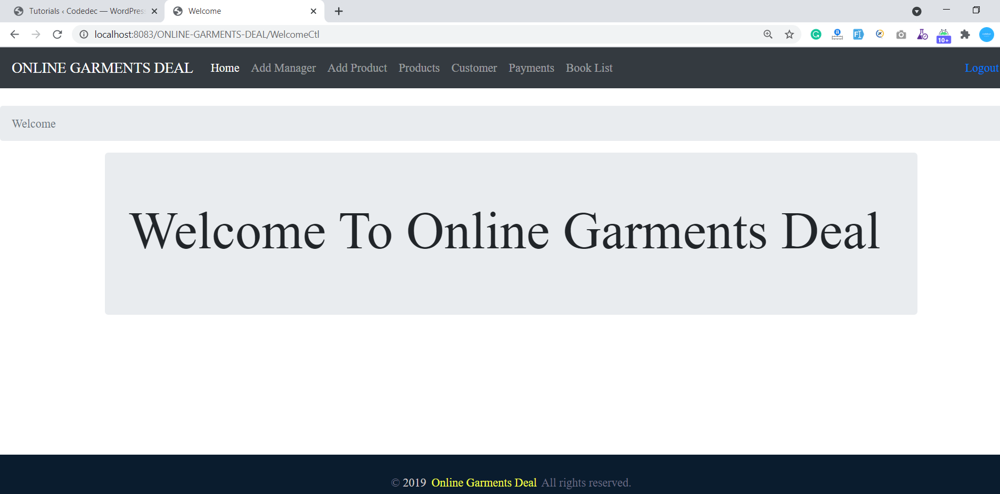 Tutorials ‹ Codedec — WordPress
Welcome
localhost:8083/ONLINE-GARMENTS-DEAL/WelcomeCtl
10+
ONLINE GARMENTS DEAL Home Add Manager Add Product Products Customer Payments Book List Logout
Welcome
Welcome To Online Garments Deal
© 2019 Online Garments Deal All rights reserved.